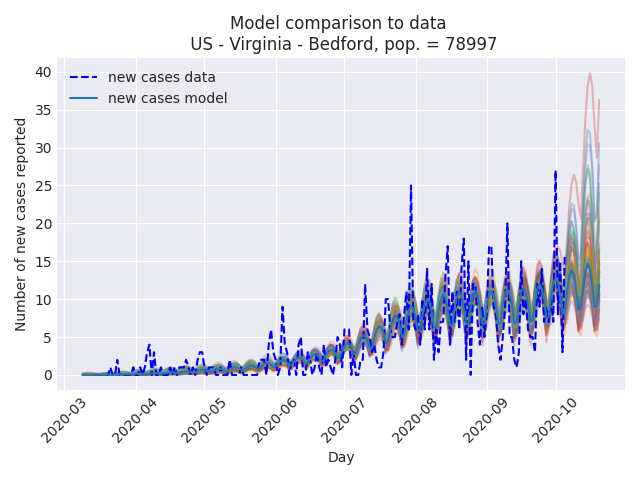 Model comparison to data
US - Virginia - Bedford, pop. = 78997
new cases data
new cases model
Number of new cases reported
40
35
30
25
20
15
10
5
0
2020-03
2020-04
2020-05
2020-06
2020-07
2020-08
2020-09
2020-10
Day